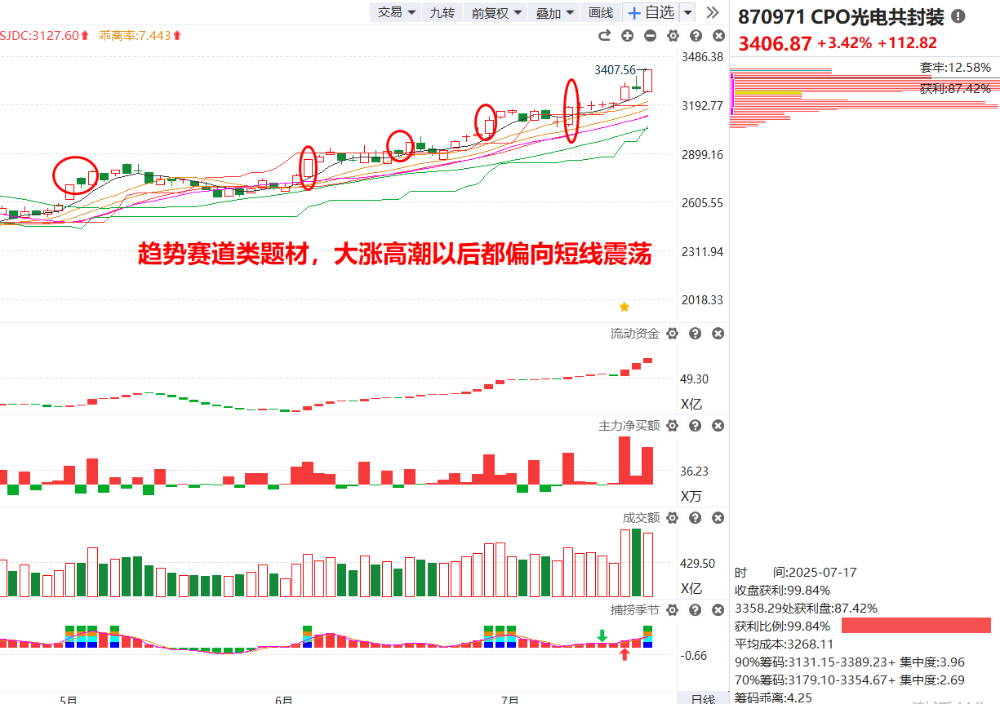 交易 九转 前复权 叠加 画线 +自选
870971 CPO光电共封装
3406.87 +3.42% +112.82
SJDC:3127.60 乖离率:7.443
3486.38
套牢:12.58%
3407.56
获利:87.42%
3192.77
2899.16
2605.55
趋势赛道类题材，大涨高潮以后都偏向短线震荡
2311.94
2018.33
流动资金
49.30
X亿
主力净买额
36.23
X万
成交额
429.50
X亿
捕捞季节
-0.66
时 间:2025-07-17
收盘获利:99.84%
3358.29处获利盘:87.42%
获利比例:99.84%
平均成本:3268.11
90%筹码:3131.15-3389.23+ 集中度:3.96
70%筹码:3179.10-3354.67+ 集中度:2.69
筹码乖离:4.25
5月 6月 7月 日线